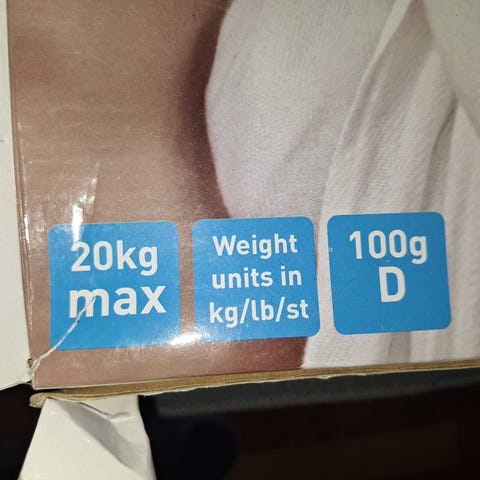 20kg
max
Weight
units in
kg/lb/st
100g
D